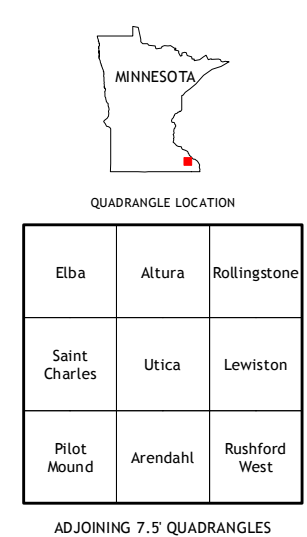 MINNESOTA
QUADRANGLE LOCATION
Elba
Altura
Rollingstone
Saint
Charles
Utica
Lewiston
Pilot
Mound
Arendahl
Rushford
West
ADJOINING 7.5' QUADRANGLES